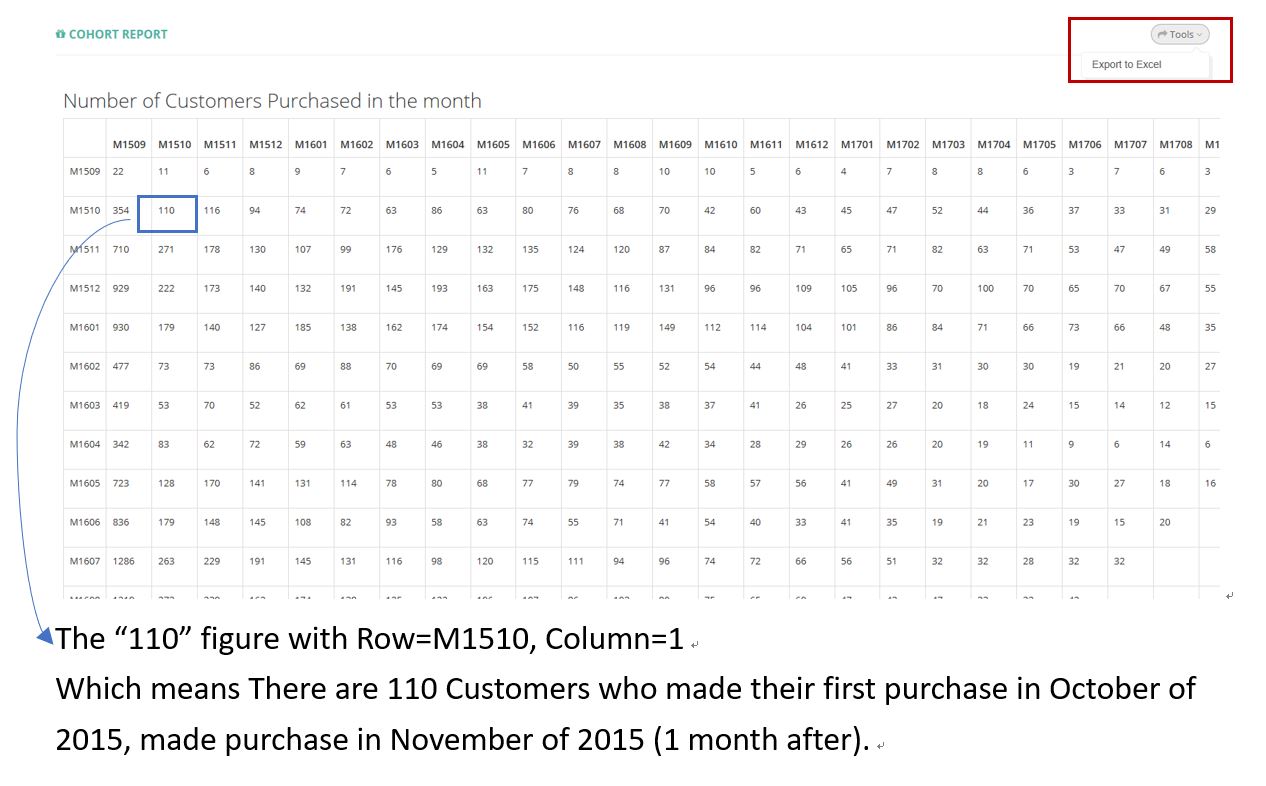 COHORT REPORT
Tools
Export to Excel
Number of Customers Purchased in the month
M1509 M1510 M1511 M1512 M1601 M1602 M1603 M1604 M1605 M1606 M1607 M1608 M1609 M1610 M1611 M1612 M1701 M1702 M1703 M1704 M1705 M1706 M1707 M1708 M1
M1509 22 11 6 8 9 7 6 5 11 7 8 8 10 10 5 6 4 7 8 8 6 3 7 6 3
M1510 354 110 116 94 74 72 63 86 63 80 76 68 70 42 60 43 45 47 52 44 36 37 33 31 29
M1511 710 271 178 130 107 99 176 129 132 135 124 120 87 84 82 71 65 71 82 63 71 53 47 49 58
M1512 929 222 173 140 132 191 145 193 163 175 148 116 131 96 96 109 105 96 70 100 70 65 70 67 55
M1601 930 179 140 127 185 138 162 174 154 152 116 119 149 112 114 104 101 86 84 71 66 73 66 48 35
M1602 477 73 73 86 69 88 70 69 69 58 50 55 52 54 44 48 41 33 31 30 30 19 21 20 27
M1603 419 53 70 52 62 61 53 53 38 41 39 35 38 37 41 26 25 27 20 18 24 15 14 12 15
M1604 342 83 62 72 59 63 48 46 38 32 39 38 42 34 28 29 26 26 20 19 11 9 6 14 6
M1605 723 128 170 141 131 114 78 80 68 77 79 74 77 58 57 56 41 49 31 20 17 30 27 18 16
M1606 836 179 148 145 108 82 93 58 63 74 55 71 41 54 40 33 41 35 19 21 23 19 15 20
M1607 1286 263 229 191 145 131 116 98 120 115 111 94 96 74 72 66 56 51 32 32 28 32 32
The “110” figure with Row=M1510, Column=1
Which means There are 110 Customers who made their first purchase in October of
2015, made purchase in November of 2015 (1 month after).